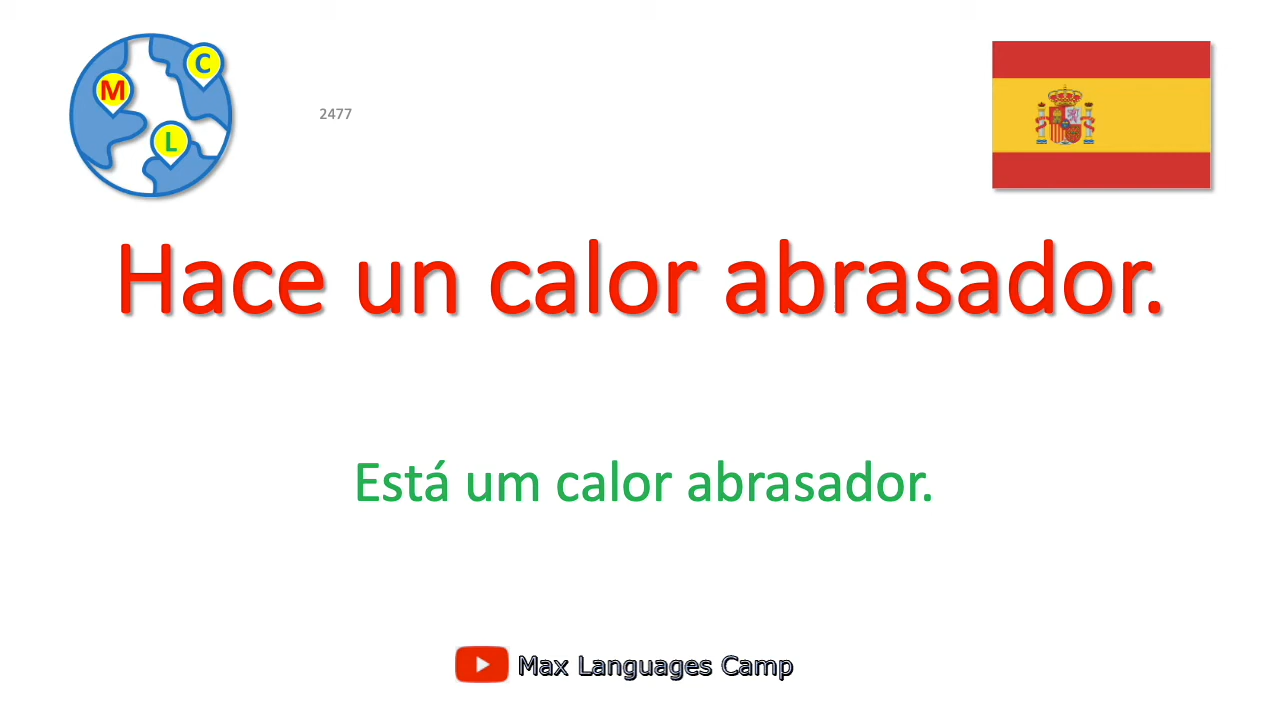 M
C
L
2477
Hace un calor abrasador.
Está um calor abrasador.
Max Languages Camp